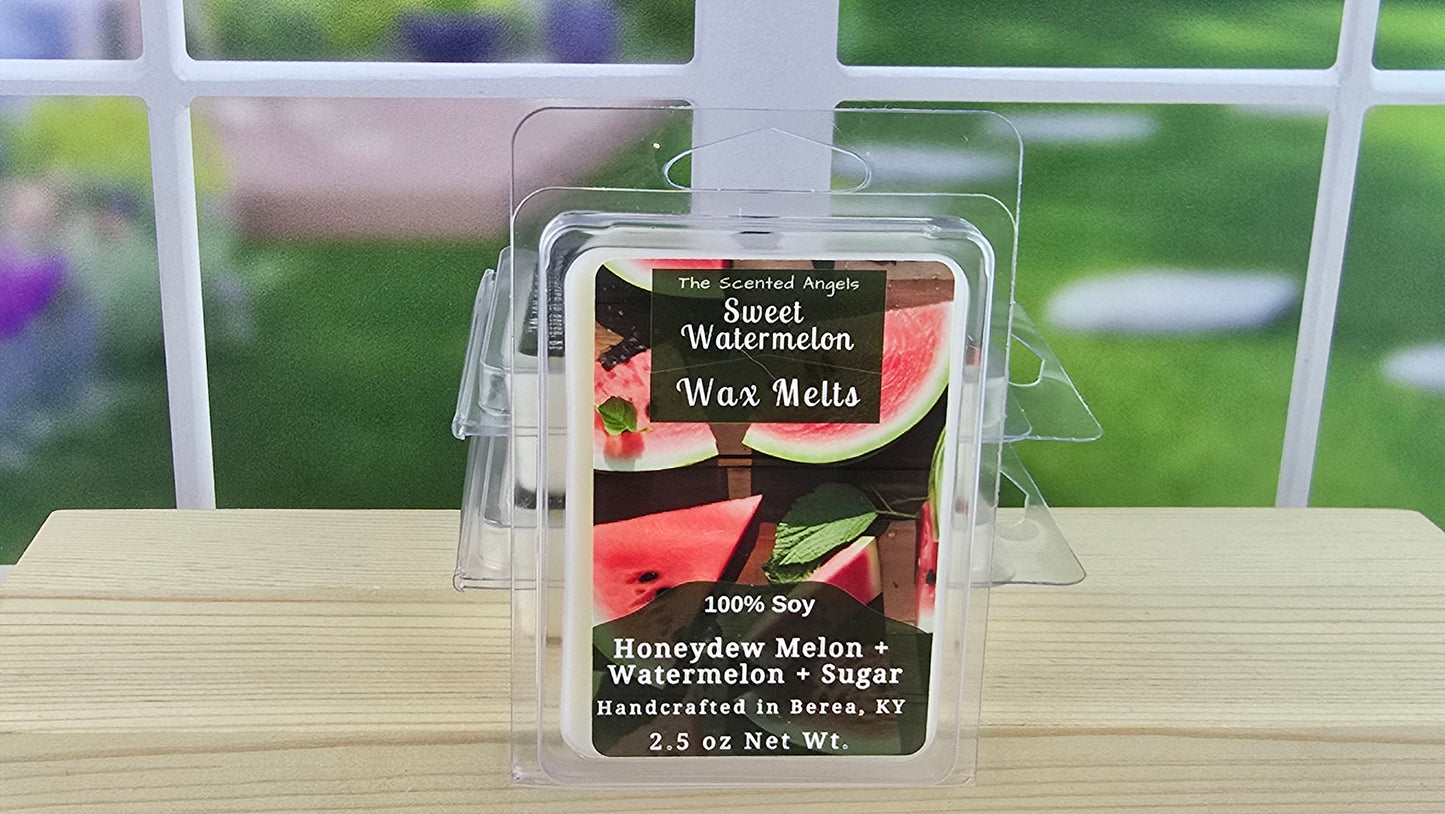 The Scented Angels
Sweet
Watermelon
Wax Melts
100% Soy
Honeydew Melon +
Watermelon + Sugar
Handcrafted in Berea, KY
2.5 oz Net Wt.